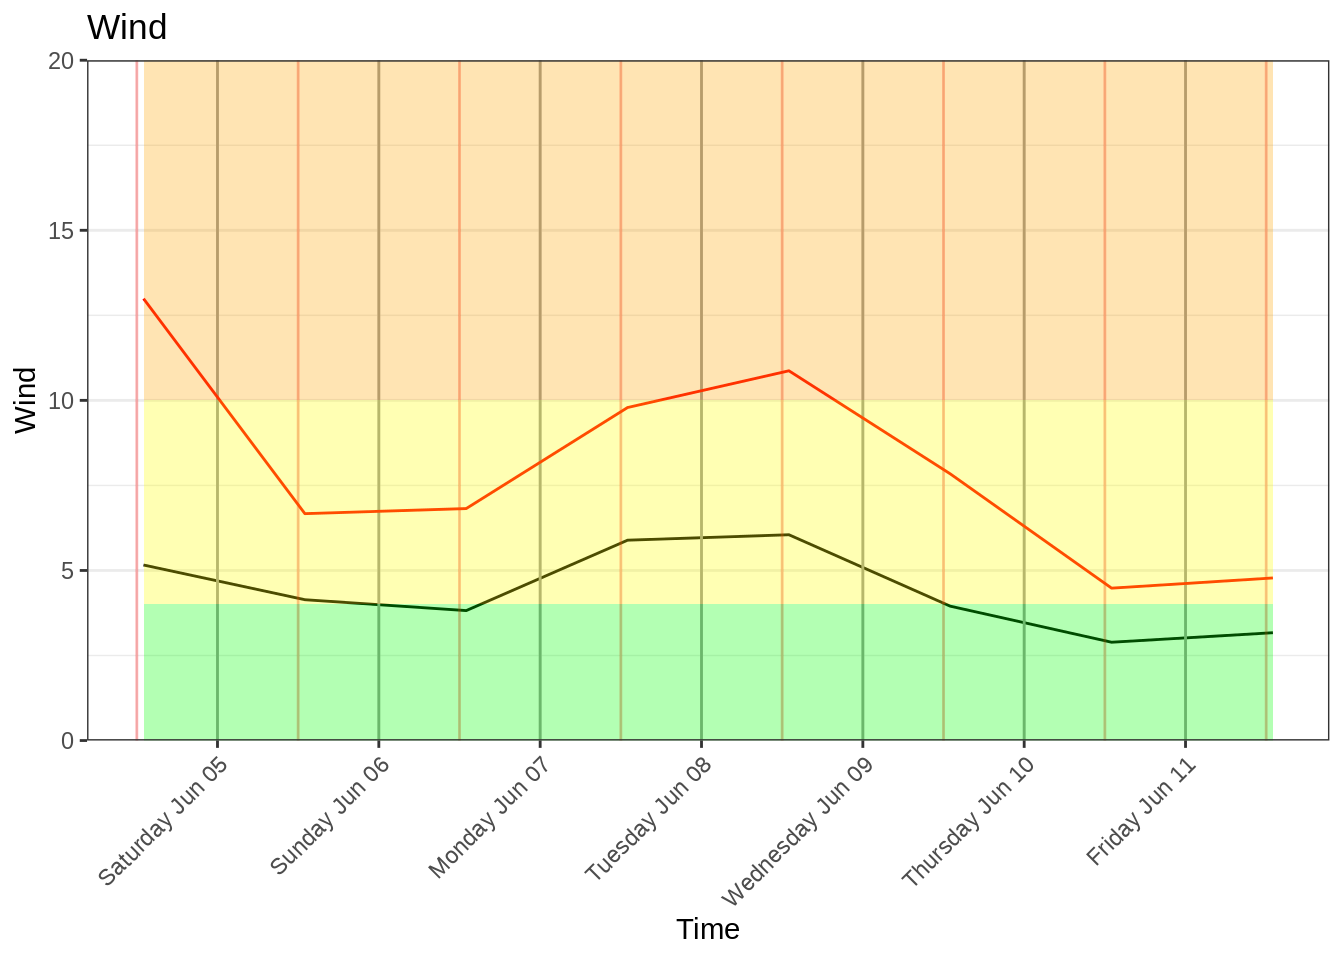 Wind
20
15
10
5
0
Wind
Saturday Jun 05
Sunday Jun 06
Monday Jun 07
Tuesday Jun 08
Wednesday Jun 09
Thursday Jun 10
Friday Jun 11
Time